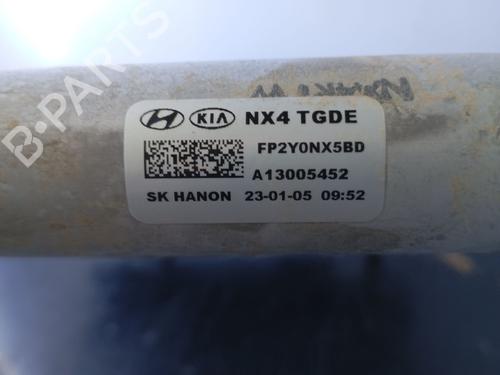 B-PARTS
KIA NX4 TGDE
FP2Y0NX5BD
A13005452
SK HANON 23-01-05 09:52